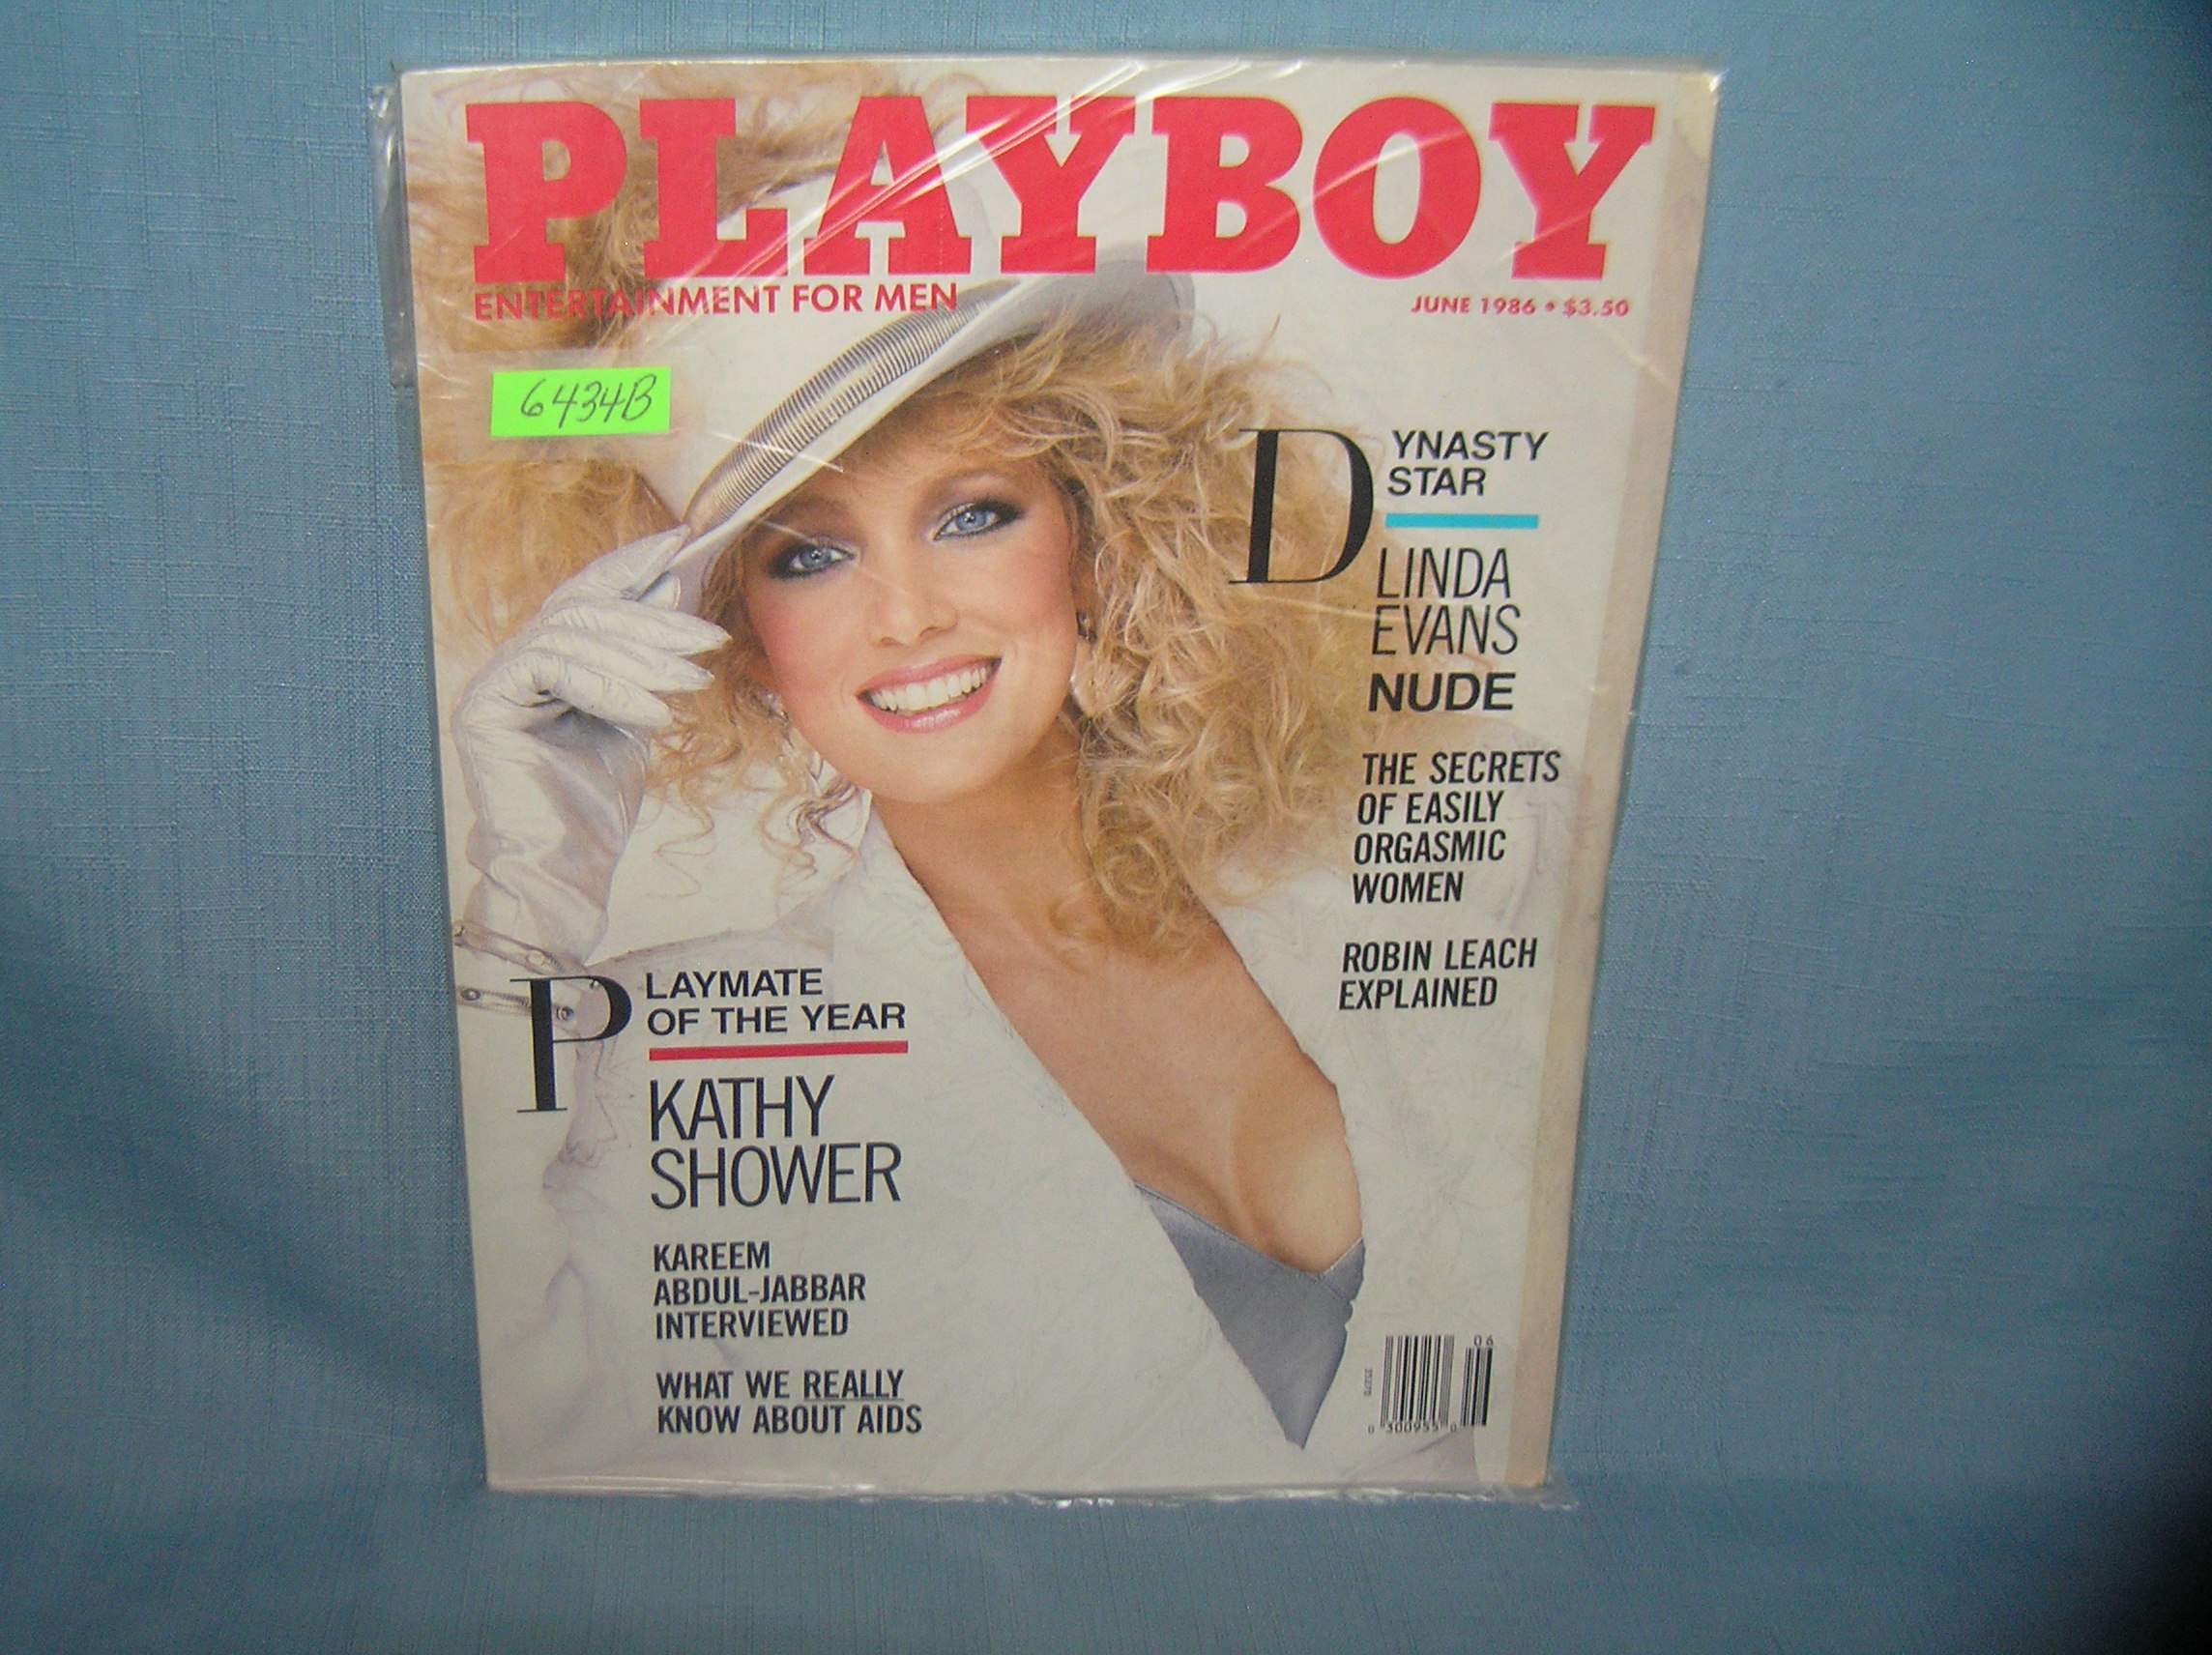 PLAYBOY
ENTERTAINMENT FOR MEN
JUNE 1986 • $3.50
6434B
DYNASTY
STAR
LINDA
EVANS
NUDE
THE SECRETS
OF EASILY
ORGASMIC
WOMEN
ROBIN LEACH
EXPLAINED
PLAYMATE
OF THE YEAR
KATHY
SHOWER
KAREEM
ABDUL-JABBAR
INTERVIEWED
WHAT WE REALLY
KNOW ABOUT AIDS
06